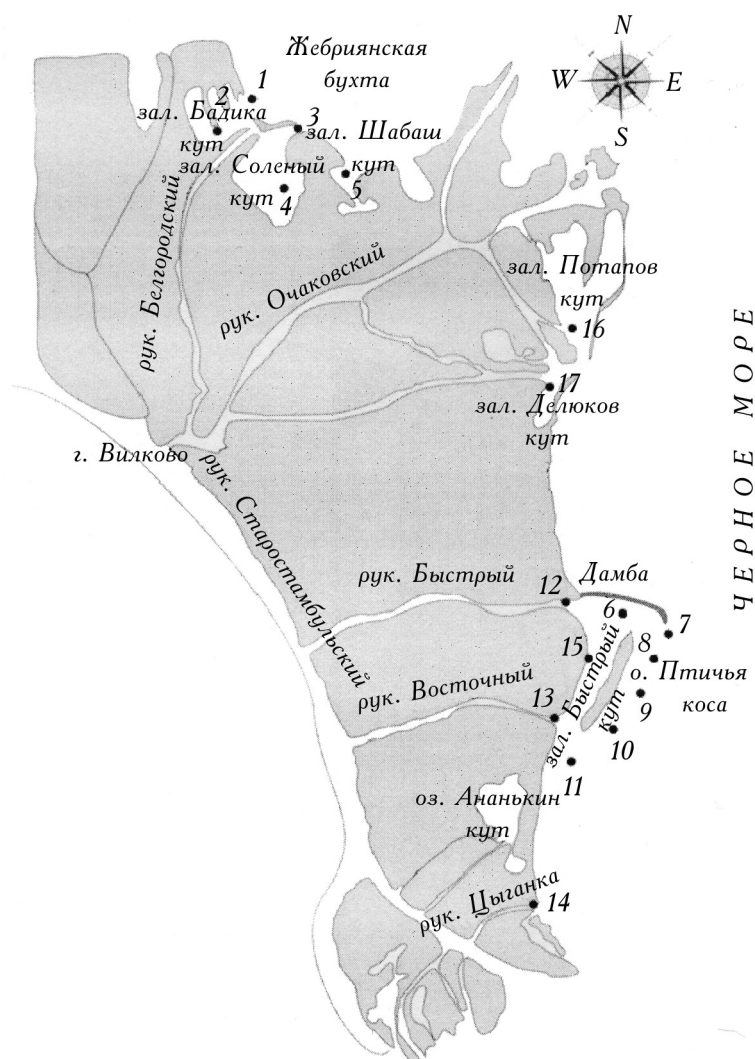 N
W E
S
Жебриянская
бухта
1
2
зал. Бадика
кут
3
зал. Шабаш
кут
зал. Соленый
кут
4
5
рук. Белгородский
рук. Очаковский
зал. Потапов
кут
16
17
зал. Делюков
кут
ЧЕРНОЕ МОРЕ
г. Вилково
рук. Старостамбульский
рук. Быстрый
12
Дамба
6
7
8
15
о. Птичья
коса
рук. Восточный
зал. Быстрый
кут
9
13
10
11
оз. Ананькин
кут
рук. Цыганка
14